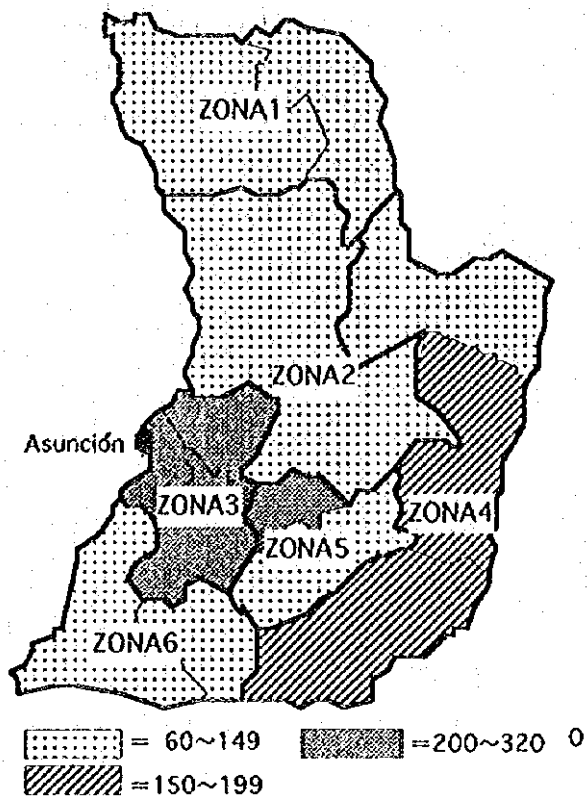 ZONA1
ZONA2
Asunción
ZONA3
ZONA4
ZONA5
ZONA6
= 60~149
=200~320 0
=150~199